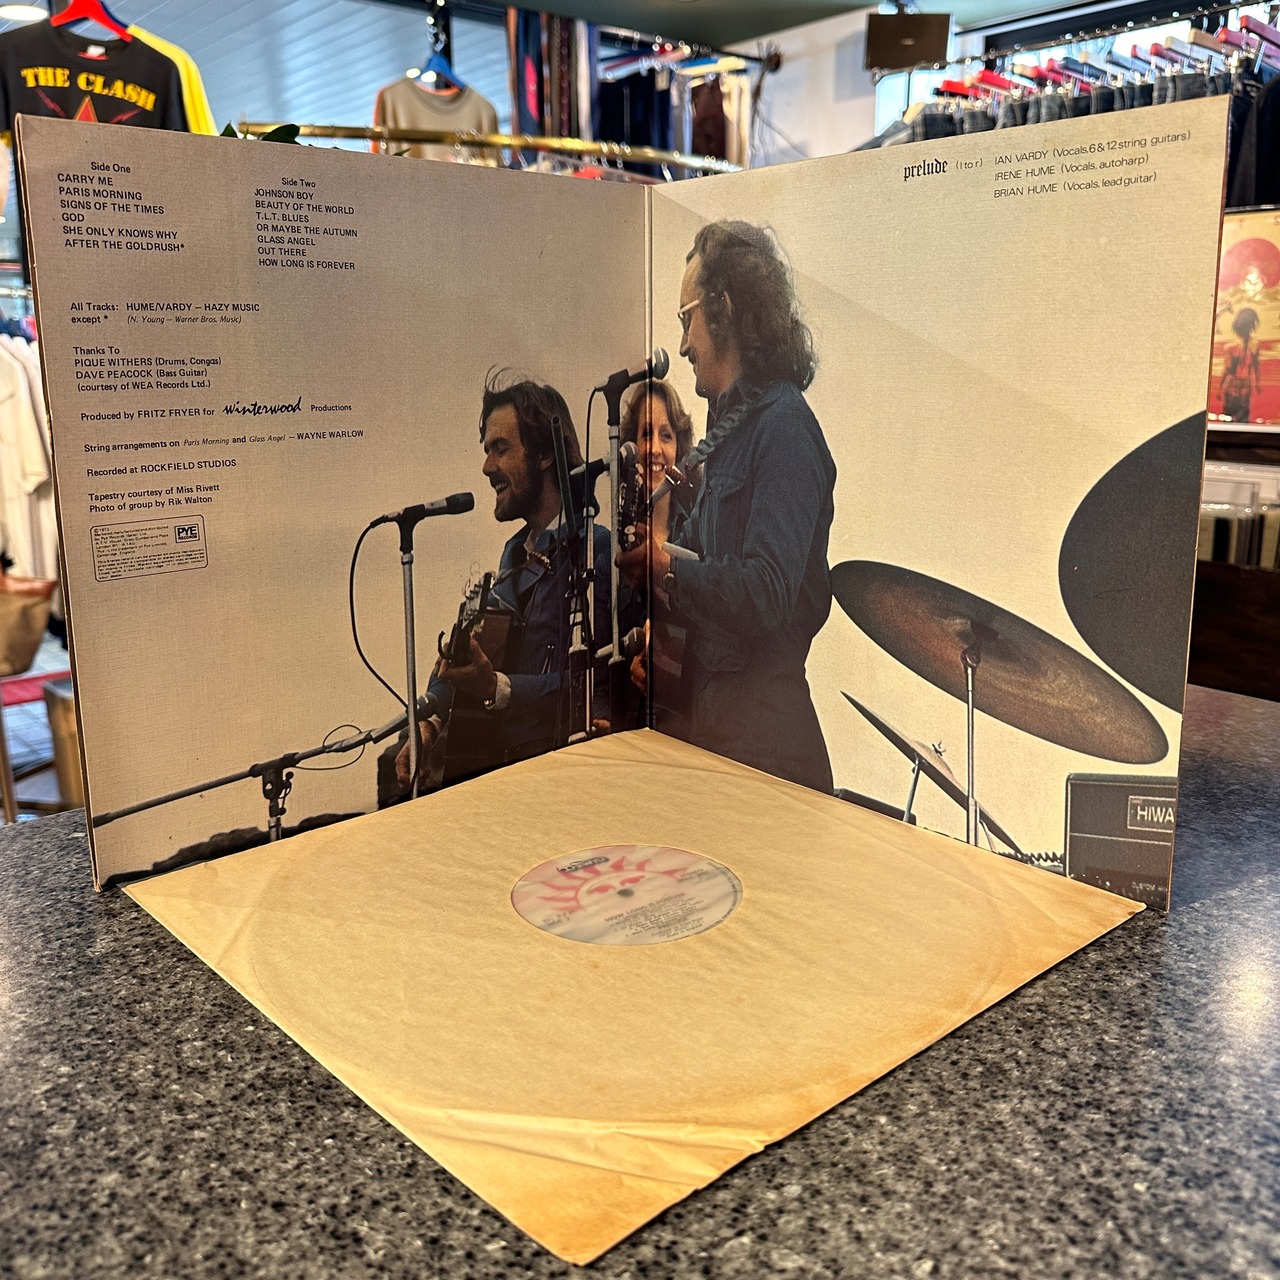 THE CLASH
Side One
CARRY ME
PARIS MORNING
SIGNS OF THE TIMES
GOD
SHE ONLY KNOWS WHY
AFTER THE GOLDRUSH*
Side Two
JOHNSON BOY
BEAUTY OF THE WORLD
T.L.T. BLUES
OR MAYBE THE AUTUMN
GLASS ANGEL
OUT THERE
HOW LONG IS FOREVER
All Tracks: HUME/VARDY — HAZY MUSIC
except * (N. Young — Warner Bros. Music)
Thanks To
PIQUE WITHERS (Drums, Congas)
DAVE PEACOCK (Bass Guitar)
(courtesy of WEA Records Ltd.)
Produced by FRITZ FRYER for winterwood Productions
String arrangements on Paris Morning and Glass Angel — WAYNE WARLOW
Recorded at ROCKFIELD STUDIOS
Tapestry courtesy of Miss Rivett
Photo of group by Rik Walton
PYE
RECORDS
prelude (l to r) IAN VARDY (Vocals, 6 & 12 string guitars)
IRENE HUME (Vocals, autoharp)
BRIAN HUME (Vocals, lead guitar)
HIWA
CUSTOM